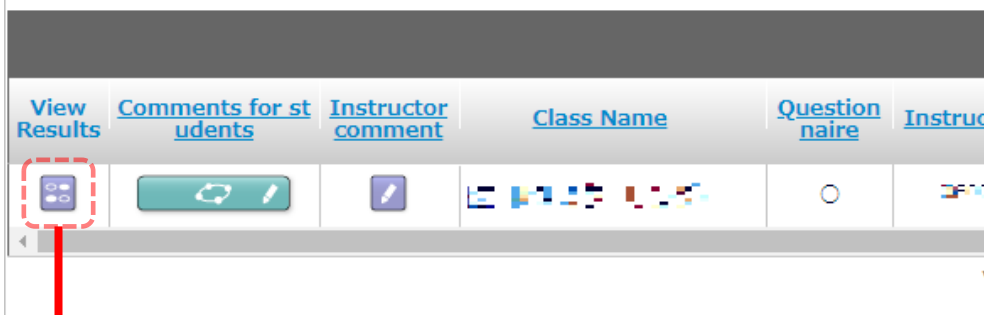 View
Results
Comments for st
udents
Instructor
comment
Class Name
Question
naire
Instruc